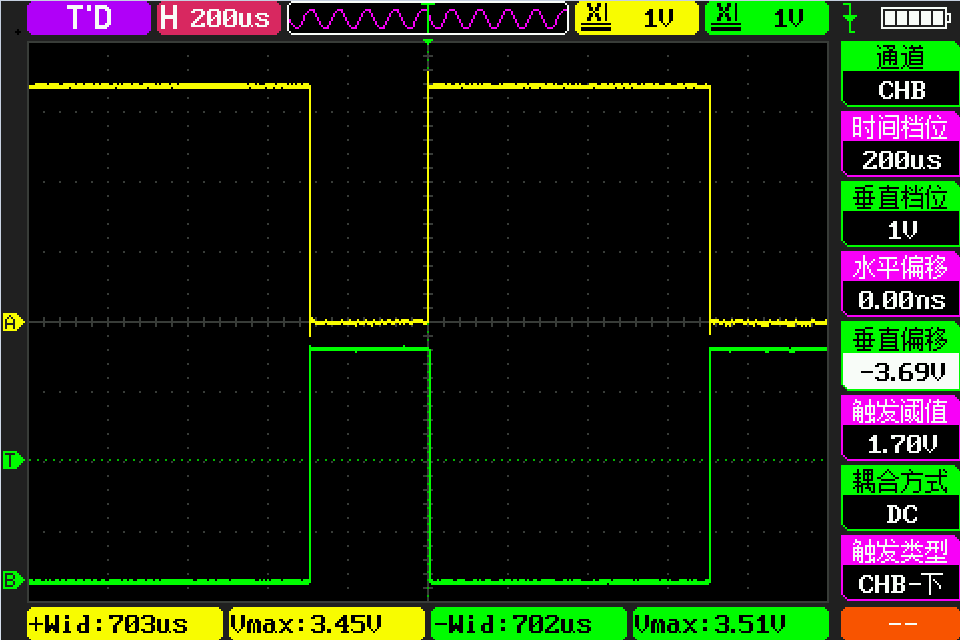 T'D H 200us X1 1V X1 1V
通道
CHB
时间档位
200us
垂直档位
1V
水平偏移
0.00ns
A
垂直偏移
-3.69V
触发阈值
1.70V
T
耦合方式
DC
触发类型
B
CHB-下
+Wid:703us Vmax:3.45V -Wid:702us Vmax:3.51V --